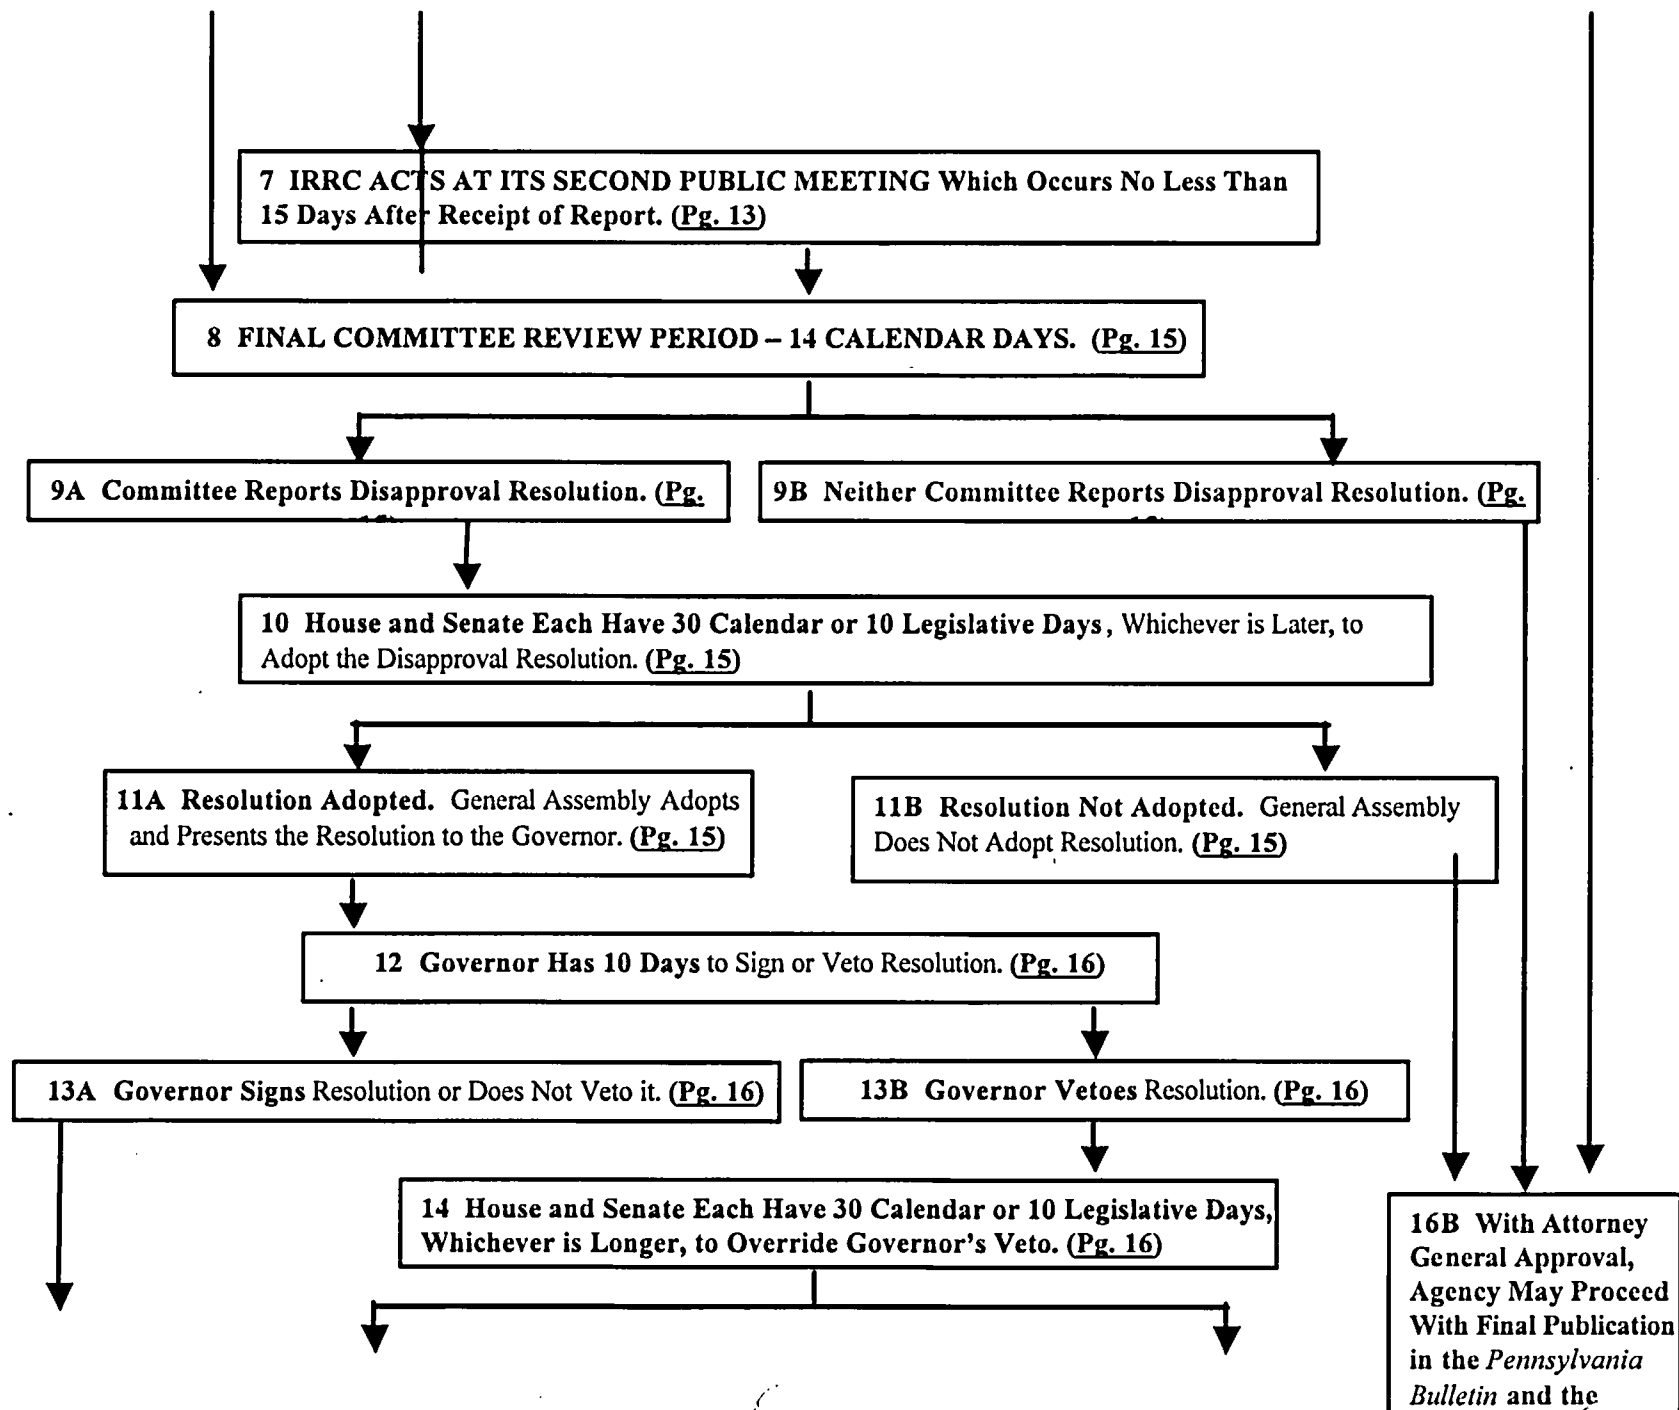 7 IRRC ACTS AT ITS SECOND PUBLIC MEETING Which Occurs No Less Than
15 Days After Receipt of Report. (Pg. 13)
8 FINAL COMMITTEE REVIEW PERIOD – 14 CALENDAR DAYS. (Pg. 15)
9A Committee Reports Disapproval Resolution. (Pg.
9B Neither Committee Reports Disapproval Resolution. (Pg.
10 House and Senate Each Have 30 Calendar or 10 Legislative Days, Whichever is Later, to
Adopt the Disapproval Resolution. (Pg. 15)
11A Resolution Adopted. General Assembly Adopts
and Presents the Resolution to the Governor. (Pg. 15)
11B Resolution Not Adopted. General Assembly
Does Not Adopt Resolution. (Pg. 15)
12 Governor Has 10 Days to Sign or Veto Resolution. (Pg. 16)
13A Governor Signs Resolution or Does Not Veto it. (Pg. 16)
13B Governor Vetoes Resolution. (Pg. 16)
14 House and Senate Each Have 30 Calendar or 10 Legislative Days,
Whichever is Longer, to Override Governor's Veto. (Pg. 16)
16B With Attorney
General Approval,
Agency May Proceed
With Final Publication
in the Pennsylvania
Bulletin and the